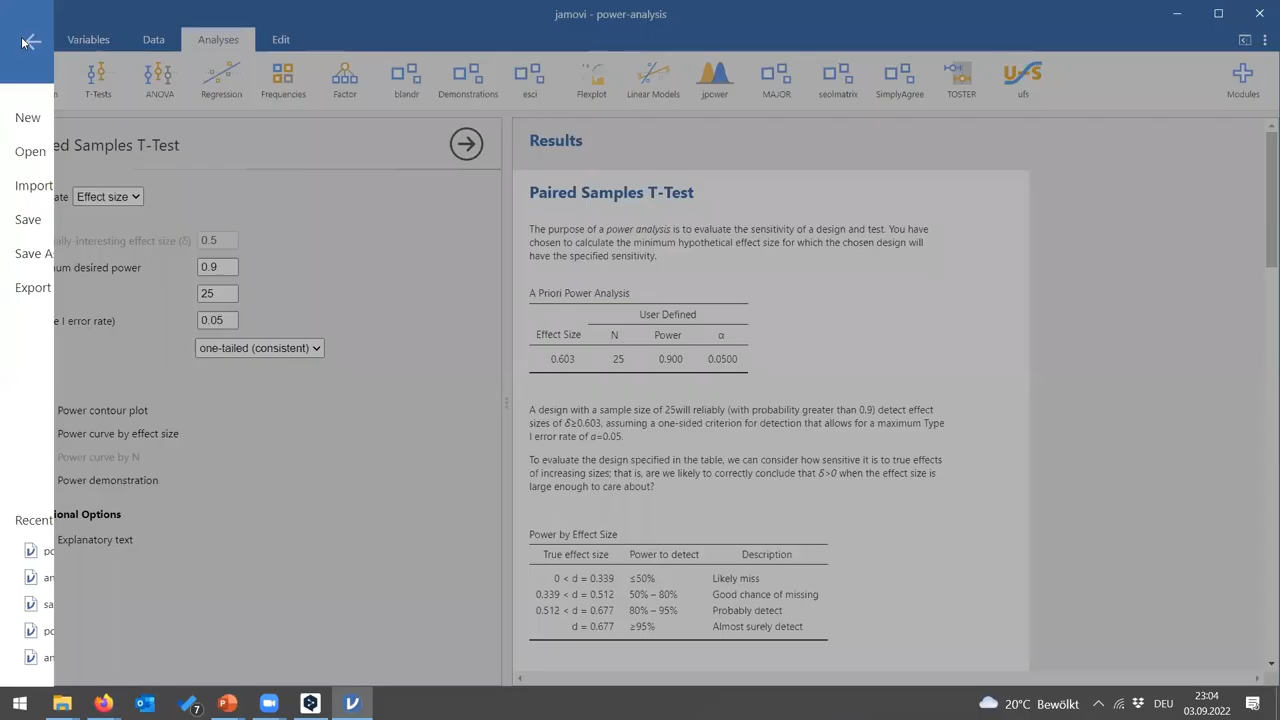 jamovi - power-analysis
Variables
Data
Analyses
Edit
T-Tests
ANOVA
Regression
Frequencies
Factor
blandr
Demonstrations
esci
Flexplot
Linear Models
jpower
MAJOR
seolmatrix
SimplyAgree
TOSTER
UFS
ufs
Modules
New
Open
Import
Save
Save As
Export
ed Samples T-Test
ate
Effect size
ally-interesting effect size (δ)
0.5
um desired power
0.9
25
e I error rate)
0.05
one-tailed (consistent)
Power contour plot
Power curve by effect size
Power curve by N
Power demonstration
ional Options
Explanatory text
Recent
po
an
sa
po
an
Results
Paired Samples T-Test
The purpose of a power analysis is to evaluate the sensitivity of a design and test. You have
chosen to calculate the minimum hypothetical effect size for which the chosen design will
have the specified sensitivity.
A Priori Power Analysis
User Defined
Effect Size N Power α
0.603 25 0.900 0.0500
A design with a sample size of 25will reliably (with probability greater than 0.9) detect effect
sizes of δ≥0.603, assuming a one-sided criterion for detection that allows for a maximum Type
I error rate of α=0.05.
To evaluate the design specified in the table, we can consider how sensitive it is to true effects
of increasing sizes; that is, are we likely to correctly conclude that δ>0 when the effect size is
large enough to care about?
Power by Effect Size
True effect size Power to detect Description
0 < d = 0.339 ≤50% Likely miss
0.339 < d = 0.512 50% – 80% Good chance of missing
0.512 < d = 0.677 80% – 95% Probably detect
d = 0.677 ≥95% Almost surely detect
7
20°C Bewölkt
DEU
23:04
03.09.2022